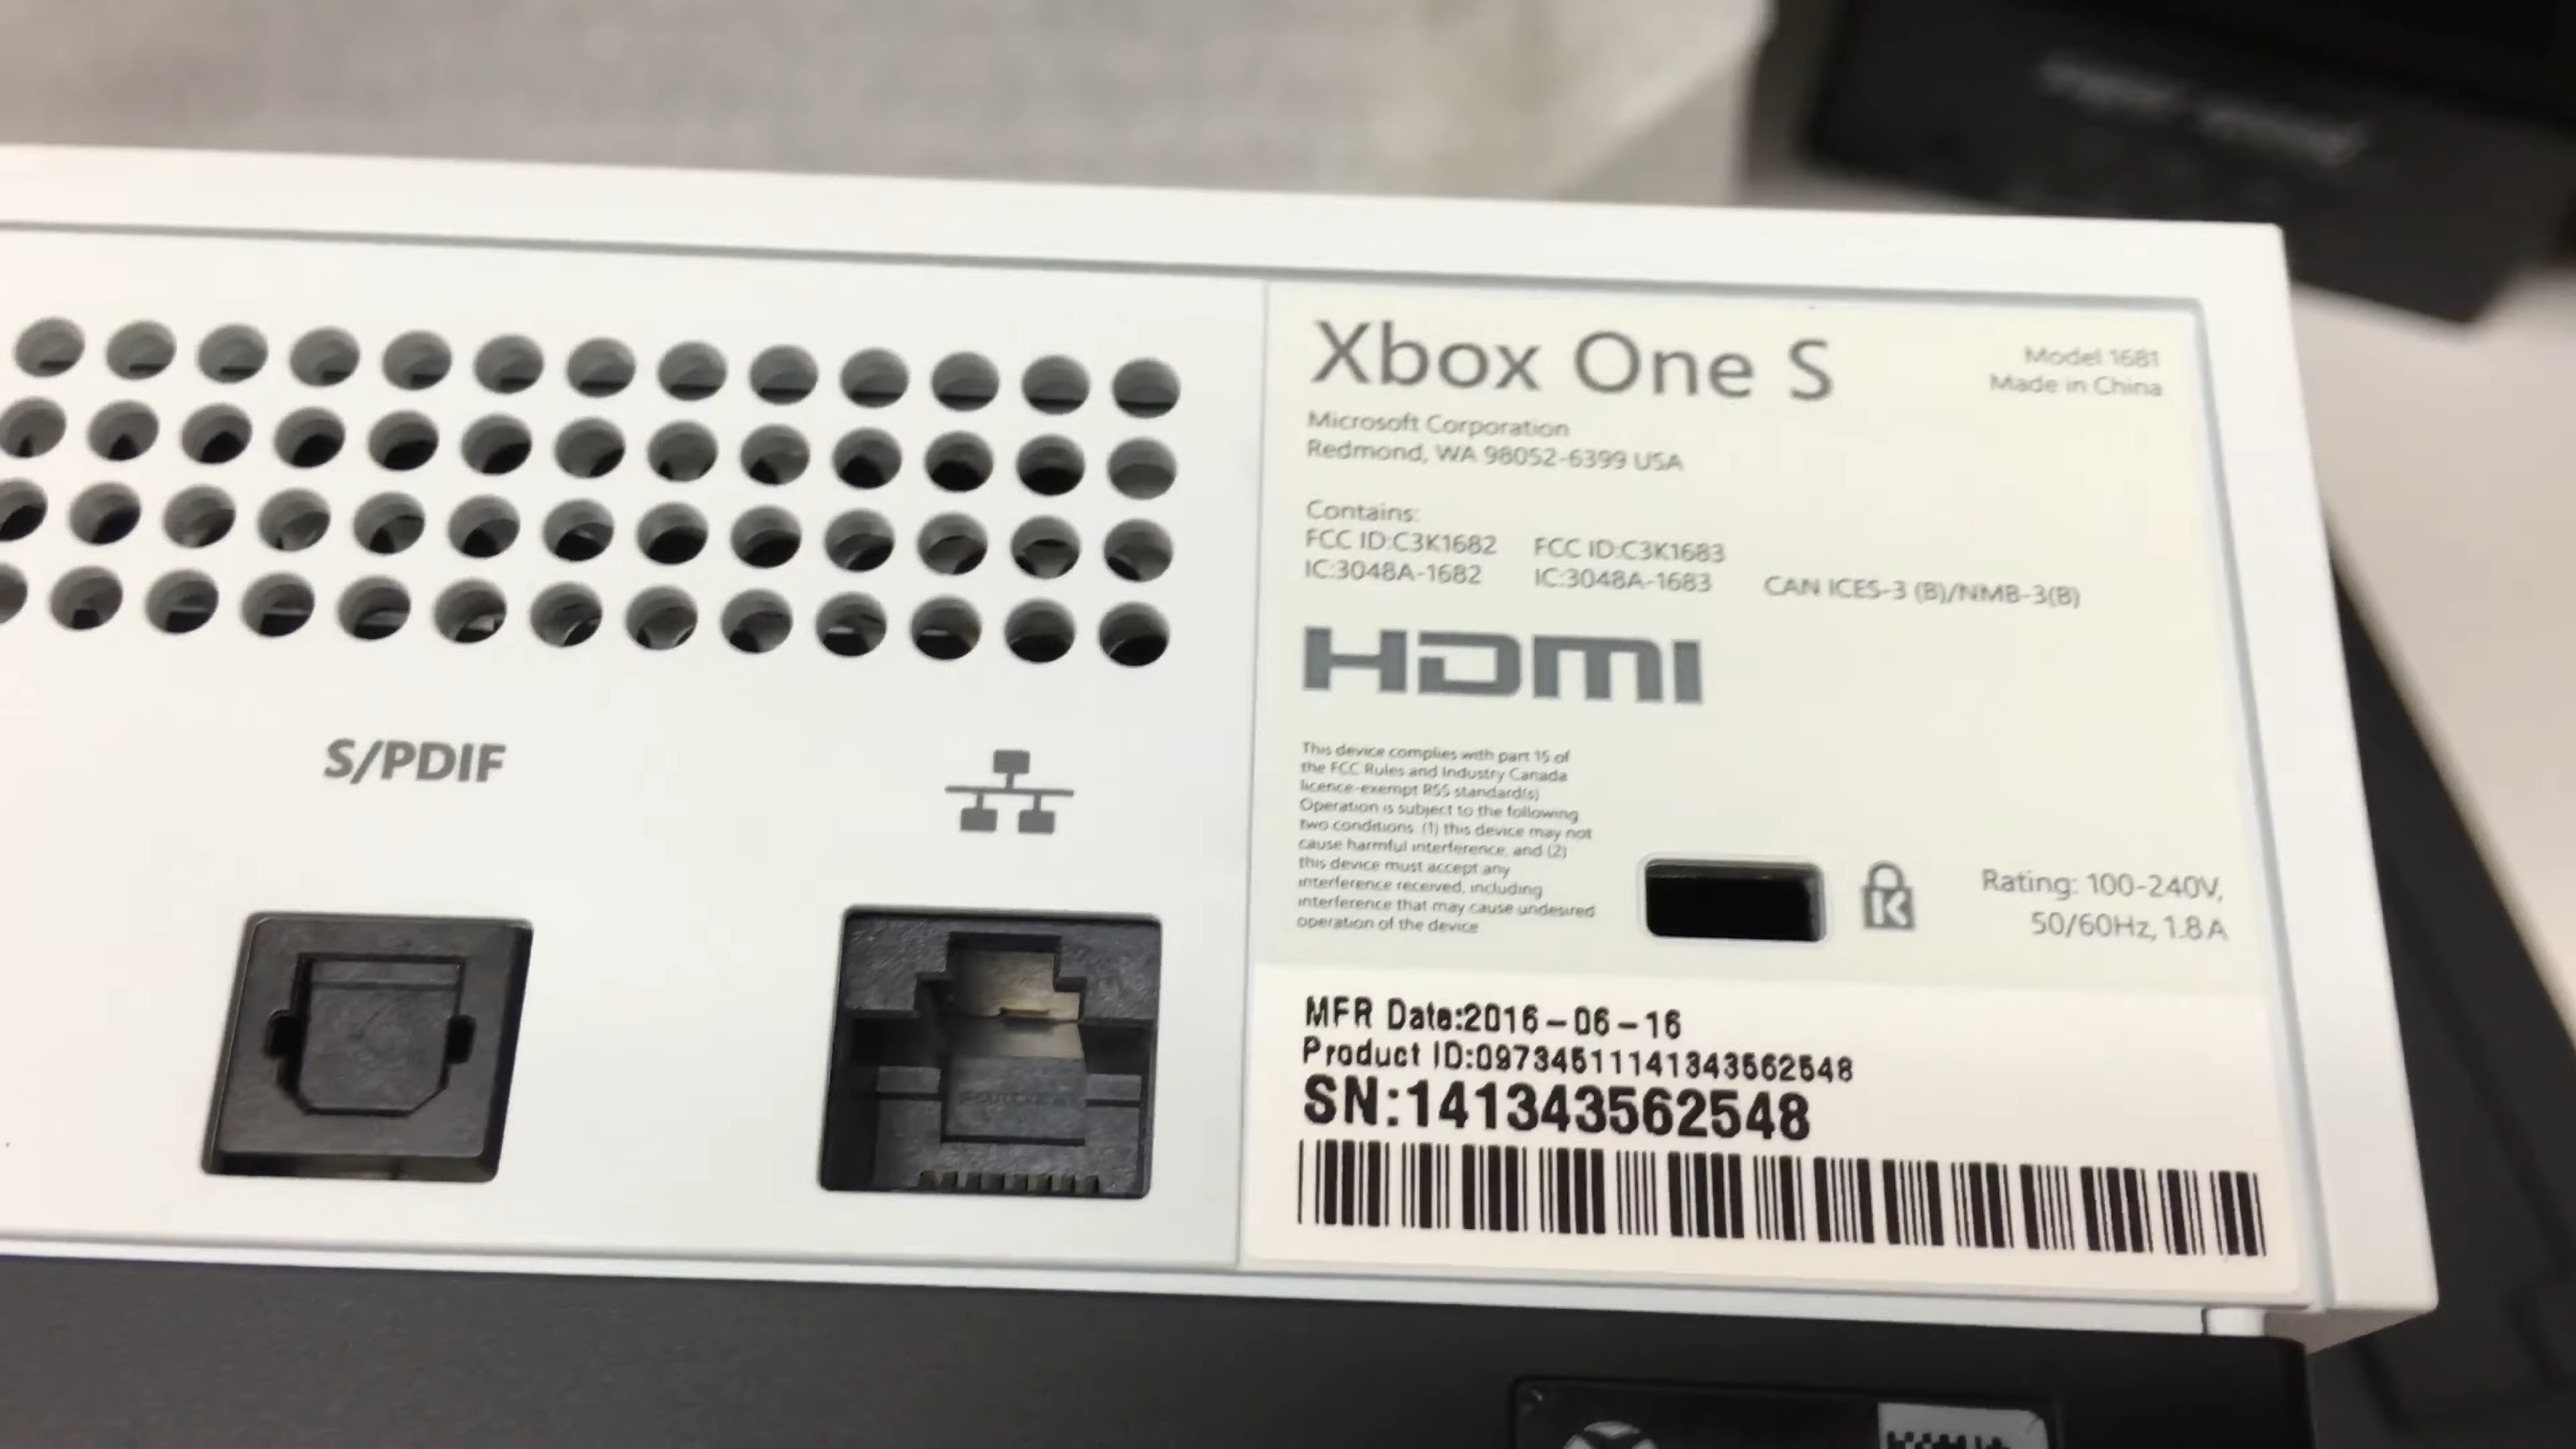 Xbox One S
Model 1681
Made in China
Microsoft Corporation
Redmond, WA 98052-6399 USA
Contains:
FCC ID:C3K1682 FCC ID:C3K1683
IC:3048A-1682 IC:3048A-1683 CAN ICES-3 (B)/NMB-3(B)
HDMI
S/PDIF
This device complies with part 15 of
the FCC Rules and Industry Canada
licence-exempt RSS standard(s)
Operation is subject to the following
two conditions (1) this device may not
cause harmful interference, and (2)
this device must accept any
interference received, including
interference that may cause undesired
operation of the device
K
Rating: 100-240V,
50/60Hz, 1.8 A
MFR Date:2016-06-16
Product ID:09734511141343562548
SN:141343562548